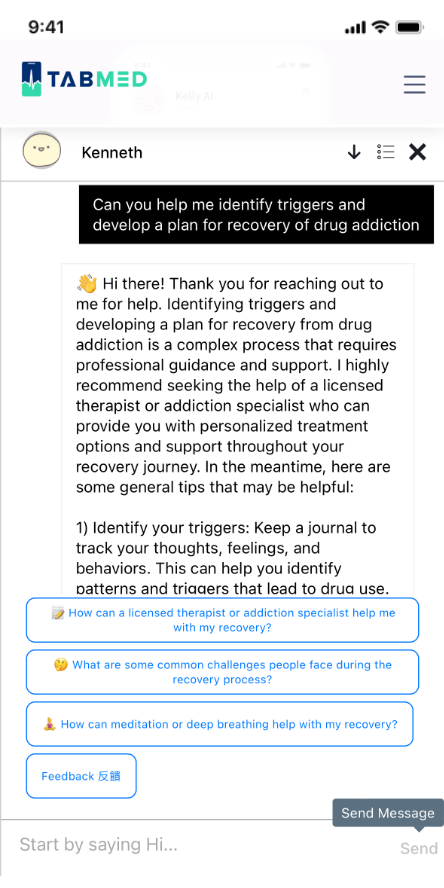 9:41
TABMED
Kelly AI
Kenneth
Can you help me identify triggers and
develop a plan for recovery of drug addiction
👋 Hi there! Thank you for reaching out to
me for help. Identifying triggers and
developing a plan for recovery from drug
addiction is a complex process that requires
professional guidance and support. I highly
recommend seeking the help of a licensed
therapist or addiction specialist who can
provide you with personalized treatment
options and support throughout your
recovery journey. In the meantime, here are
some general tips that may be helpful:
1) Identify your triggers: Keep a journal to
track your thoughts, feelings, and
behaviors. This can help you identify
patterns and triggers that lead to drug use.
📝 How can a licensed therapist or addiction specialist help me
with my recovery?
🤔 What are some common challenges people face during the
recovery process?
🧘 How can meditation or deep breathing help with my recovery?
Feedback 反饋
Send Message
Start by saying Hi...
Send